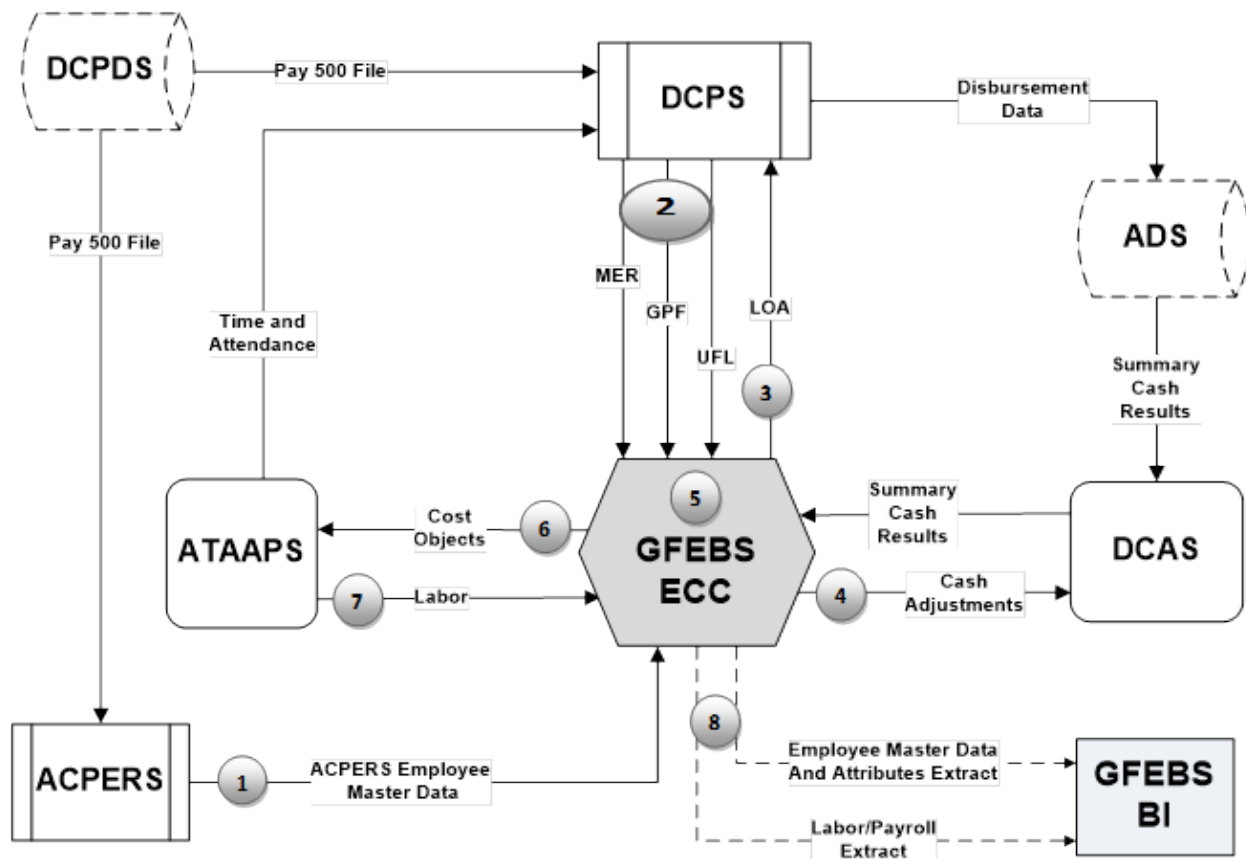 DCPDS
Pay 500 File
DCPS
Disbursement
Data
2
ADS
Pay 500 File
MER
GPF
LOA
Time and
Attendance
UFL
3
Summary
Cash
Results
5
GFEBS
ECC
ATAAPS
Cost
Objects
6
Summary
Cash
Results
DCAS
7
Labor
4
Cash
Adjustments
8
ACPERS
1
ACPERS Employee
Master Data
Employee Master Data
And Attributes Extract
GFEBS
BI
Labor/Payroll
Extract